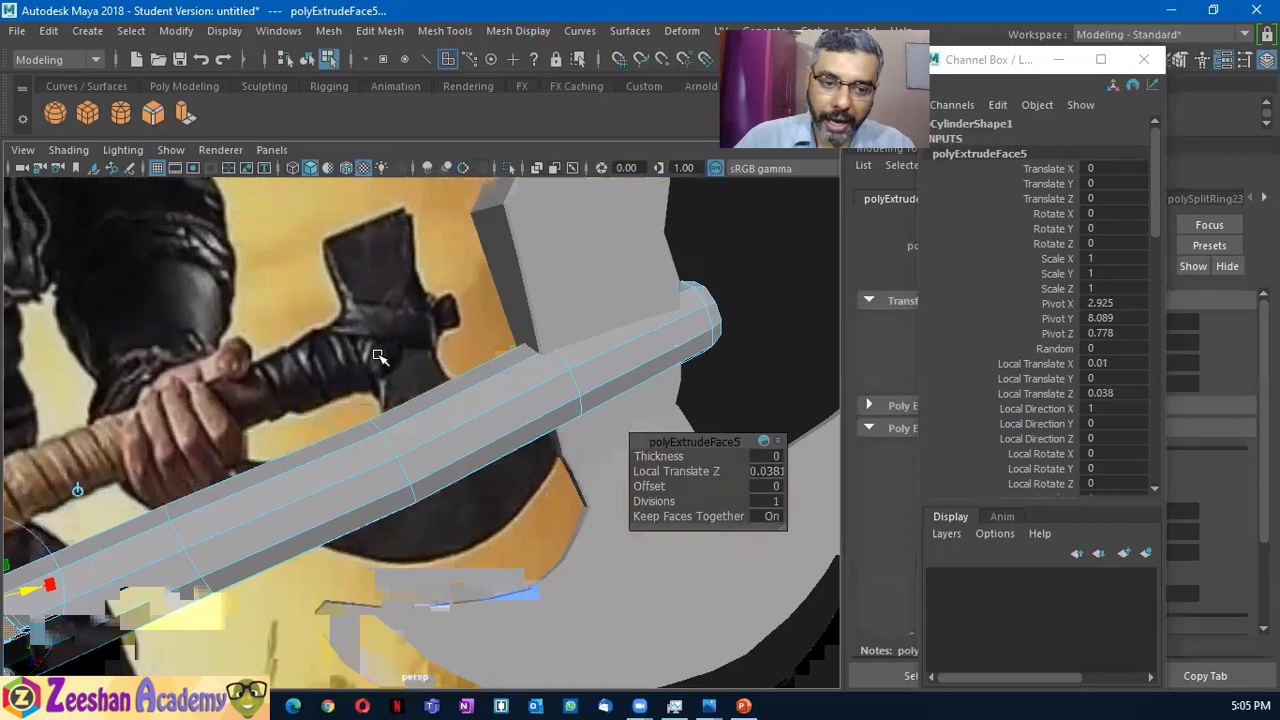 Autodesk Maya 2018 - Student Version: untitled* --- polyExtrudeFace5...
File Edit Create Select Modify Display Windows Mesh Edit Mesh Mesh Tools Mesh Display Curves Surfaces Deform
Workspace : Modeling - Standard*
Modeling
Curves / Surfaces Poly Modeling Sculpting Rigging Animation Rendering FX FX Caching Custom Arnold
View Shading Lighting Show Renderer Panels
0.00 1.00 sRGB gamma
Channel Box / L...
Channels Edit Object Show
CylinderShape1
NPUTS
polyExtrudeFace5
Translate X 0
Translate Y 0
Translate Z 0
Rotate X 0
Rotate Y 0
Rotate Z 0
Scale X 1
Scale Y 1
Scale Z 1
Pivot X 2.925
Pivot Y 8.089
Pivot Z 0.778
Random 0
Local Translate X 0.01
Local Translate Y 0
Local Translate Z 0.038
Local Direction X 1
Local Direction Y 0
Local Direction Z 0
Local Rotate X 0
Local Rotate Y 0
Local Rotate Z 0
Display Anim
Layers Options Help
List Selecte
polyExtrude
polySplitRing23
po
Focus
Presets
Show Hide
Transf
Poly E
Poly E
Notes: poly
Sel
Copy Tab
polyExtrudeFace5
Thickness 0
Local Translate Z 0.0381
Offset 0
Divisions 1
Keep Faces Together On
persp
Zeeshan Academy
5:05 PM